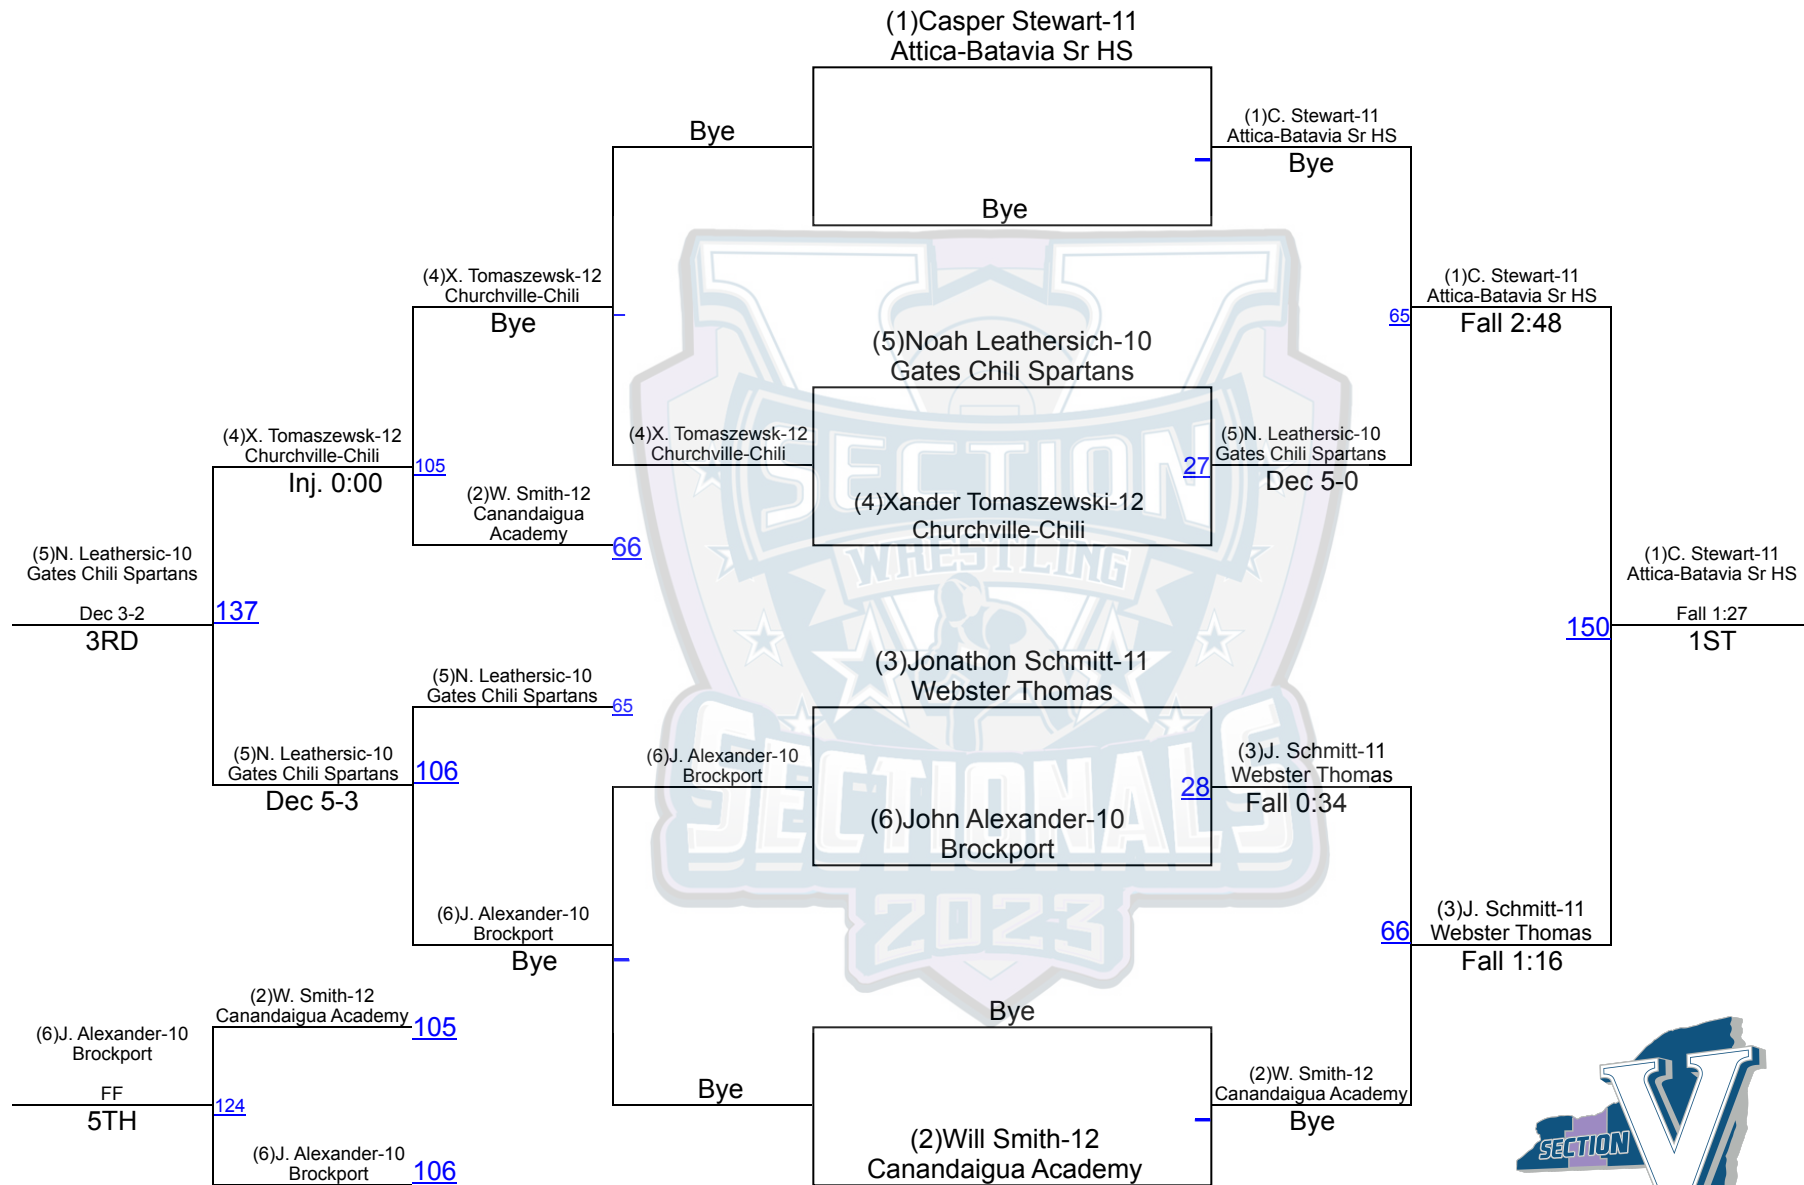 (1)Casper Stewart-11
Attica-Batavia Sr HS
Bye
(1)C. Stewart-11
Attica-Batavia Sr HS
Bye
Bye
(4)X. Tomaszewsk-12
Churchville-Chili
Bye
(1)C. Stewart-11
Attica-Batavia Sr HS
65
Fall 2:48
(5)Noah Leathersich-10
Gates Chili Spartans
(4)X. Tomaszewsk-12
Churchville-Chili
105
Inj. 0:00
(4)X. Tomaszewsk-12
Churchville-Chili
(5)N. Leathersic-10
Gates Chili Spartans
27
Dec 5-0
SECTION
(2)W. Smith-12
Canandaigua
Academy
66
(4)Xander Tomaszewski-12
Churchville-Chili
WRESTLING
(5)N. Leathersic-10
Gates Chili Spartans
Dec 3-2
137
3RD
(1)C. Stewart-11
Attica-Batavia Sr HS
Fall 1:27
150
1ST
(5)N. Leathersic-10
Gates Chili Spartans
65
(3)Jonathon Schmitt-11
Webster Thomas
(5)N. Leathersic-10
Gates Chili Spartans
106
Dec 5-3
(6)J. Alexander-10
Brockport
(3)J. Schmitt-11
Webster Thomas
28
Fall 0:34
SECTIONALS
(6)John Alexander-10
Brockport
2023
(6)J. Alexander-10
Brockport
Bye
(3)J. Schmitt-11
Webster Thomas
66
Fall 1:16
(2)W. Smith-12
Canandaigua Academy
105
Bye
(6)J. Alexander-10
Brockport
FF
124
5TH
Bye
(2)W. Smith-12
Canandaigua Academy
Bye
(2)Will Smith-12
Canandaigua Academy
(6)J. Alexander-10
Brockport
106
SECTION
V